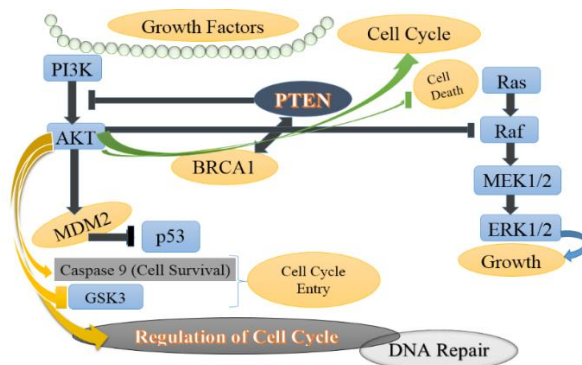 Growth Factors
Cell Cycle
PI3K
Cell
Death
Ras
PTEN
AKT
Raf
BRCA1
MEK1/2
MDM2
p53
ERK1/2
Growth
Caspase 9 (Cell Survival)
Cell Cycle
Entry
GSK3
Regulation of Cell Cycle
DNA Repair